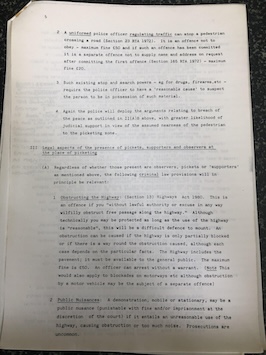 2 A uniformed police officer regulating traffic can stop a pedestrian
crossing a road (Section 23 RTA 1972). It is an offence not to
obey - maximum fine £50 and if such an offence has been committed
it is a separate offence not to supply name and address on request
after committing the first offence (Section 165 RTA 1972) - maximum
fine £50.
3 Such existing stop and search powers - eg for drugs, firearms etc -
require the police officer to have a 'reasonable cause' to suspect
the person to be in possession of such material.
4 Again the police will deploy the arguments relating to breach of
the peace as outlined in above, with greater likelihood of
judicial support in view of the assumed nearness of the pedestrian
to the picketing zone.
III Legal aspects of the presence of pickets, supporters and observers at
the place of picketing
(A) Regardless of whether those present are observers, pickets or 'supporters'
as mentioned above, the following criminal law provisions will in
principle be relevant:
1 Obstructing the Highway: (Section 137 Highways Act 1980). This is
an offence if you "without lawful authority or excuse in any way
wilfully obstruct free passage along the highway." Although
technically you may be protected as long as the use of the highway
is "reasonable", this will be a difficult defence to mount. An
obstruction can be caused if the highway is only partially blocked
or if there is a way round the obstruction caused, although each
case depends on the particular facts. The highway includes the
pavement; it must be available to the general public. The maximum
fine is £50. An officer can arrest without a warrant. (Note This
would also apply to blockades on motorways etc although obstruction
by a motor vehicle may be the subject of a separate offence)
2 Public Nuisances: A demonstration, mobile or stationary, may be a
public nuisance (punishable with fine and/or imprisonment at the
discretion of the court) if it entails an unreasonable use of the
highway, causing obstruction or too much noise. Prosecutions are
uncommon.